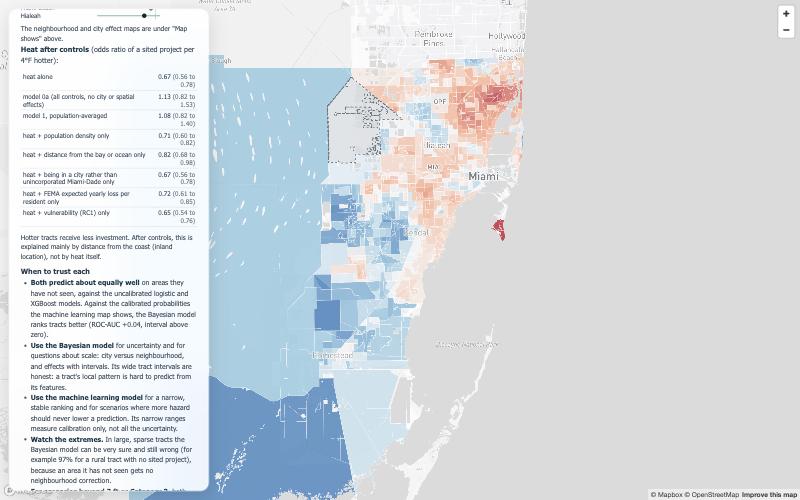 Hialeah
The neighbourhood and city effect maps are under "Map
shows" above.
Heat after controls (odds ratio of a sited project per
4°F hotter):
heat alone 0.67 (0.56 to
0.78)
model 0a (all controls, no city or spatial 1.13 (0.82 to
effects) 1.53)
model 1, population-averaged 1.08 (0.82 to
1.40)
heat + population density only 0.71 (0.60 to
0.82)
heat + distance from the bay or ocean only 0.82 (0.68 to
0.98)
heat + being in a city rather than 0.67 (0.56 to
unincorporated Miami-Dade only 0.78)
heat + FEMA expected yearly loss per 0.72 (0.61 to
resident only 0.85)
heat + vulnerability (RC1) only 0.65 (0.54 to
0.76)
Hotter tracts receive less investment. After controls, this is
explained mainly by distance from the coast (inland
location), not by heat itself.
When to trust each
• Both predict about equally well on areas they
have not seen, against the uncalibrated logistic and
XGBoost models. Against the calibrated probabilities
the machine learning map shows, the Bayesian model
ranks tracts better (ROC-AUC +0.04, interval above
zero).
• Use the Bayesian model for uncertainty and for
questions about scale: city versus neighbourhood,
and effects with intervals. Its wide tract intervals are
honest: a tract's local pattern is hard to predict from
its features.
• Use the machine learning model for a narrow,
stable ranking and for scenarios where more hazard
should never lower a prediction. Its narrow ranges
measure calibration only, not all the uncertainty.
• Watch the extremes. In large, sparse tracts the
Bayesian model can be very sure and still wrong (for
example 97% for a rural tract with no sited project),
because an area it has not seen gets no
neighbourhood correction.
Pembroke
Pines
Hollywood
Hallandale
Beach
OPF
Hialeah
MIA
Miami
Kendall
Homestead
Biscayne National Park
+
−
© Mapbox © OpenStreetMap Improve this map